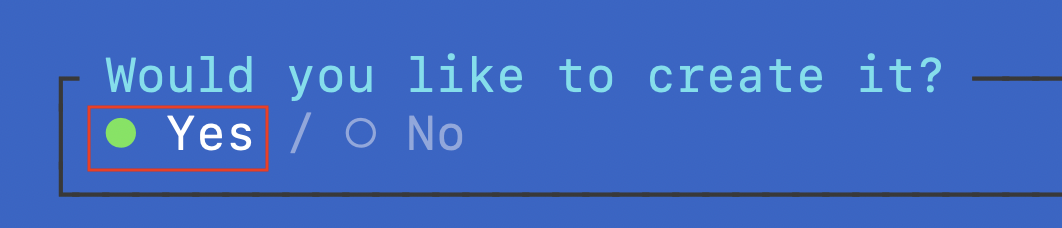 Would you like to create it?
● Yes / ○ No